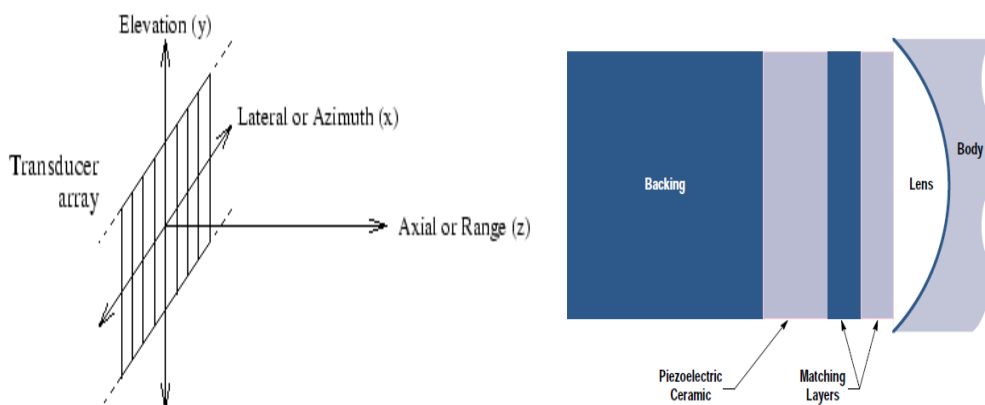 Elevation (y)
Lateral or Azimuth (x)
Transducer
array
Axial or Range (z)
Backing
Lens
Body
Piezoelectric
Ceramic
Matching
Layers